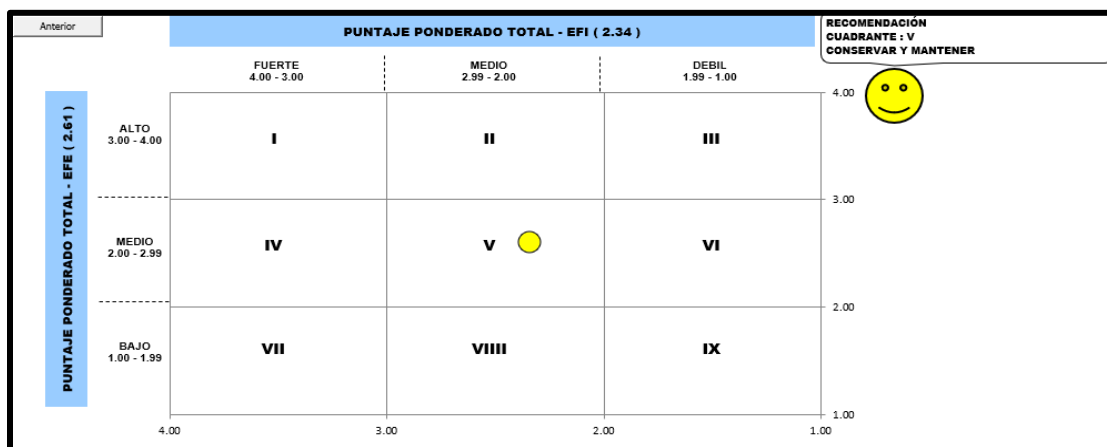 Anterior
PUNTAJE PONDERADO TOTAL - EFI ( 2.34 )
RECOMENDACIÓN
CUADRANTE : V
CONSERVAR Y MANTENER
FUERTE
4.00 - 3.00
MEDIO
2.99 - 2.00
DEBIL
1.99 - 1.00
PUNTAJE PONDERADO TOTAL - EFE ( 2.61 )
4.00
ALTO
3.00 - 4.00
I
II
III
3.00
MEDIO
2.00 - 2.99
IV
V
VI
2.00
BAJO
1.00 - 1.99
VII
VIIII
IX
1.00
4.00
3.00
2.00
1.00